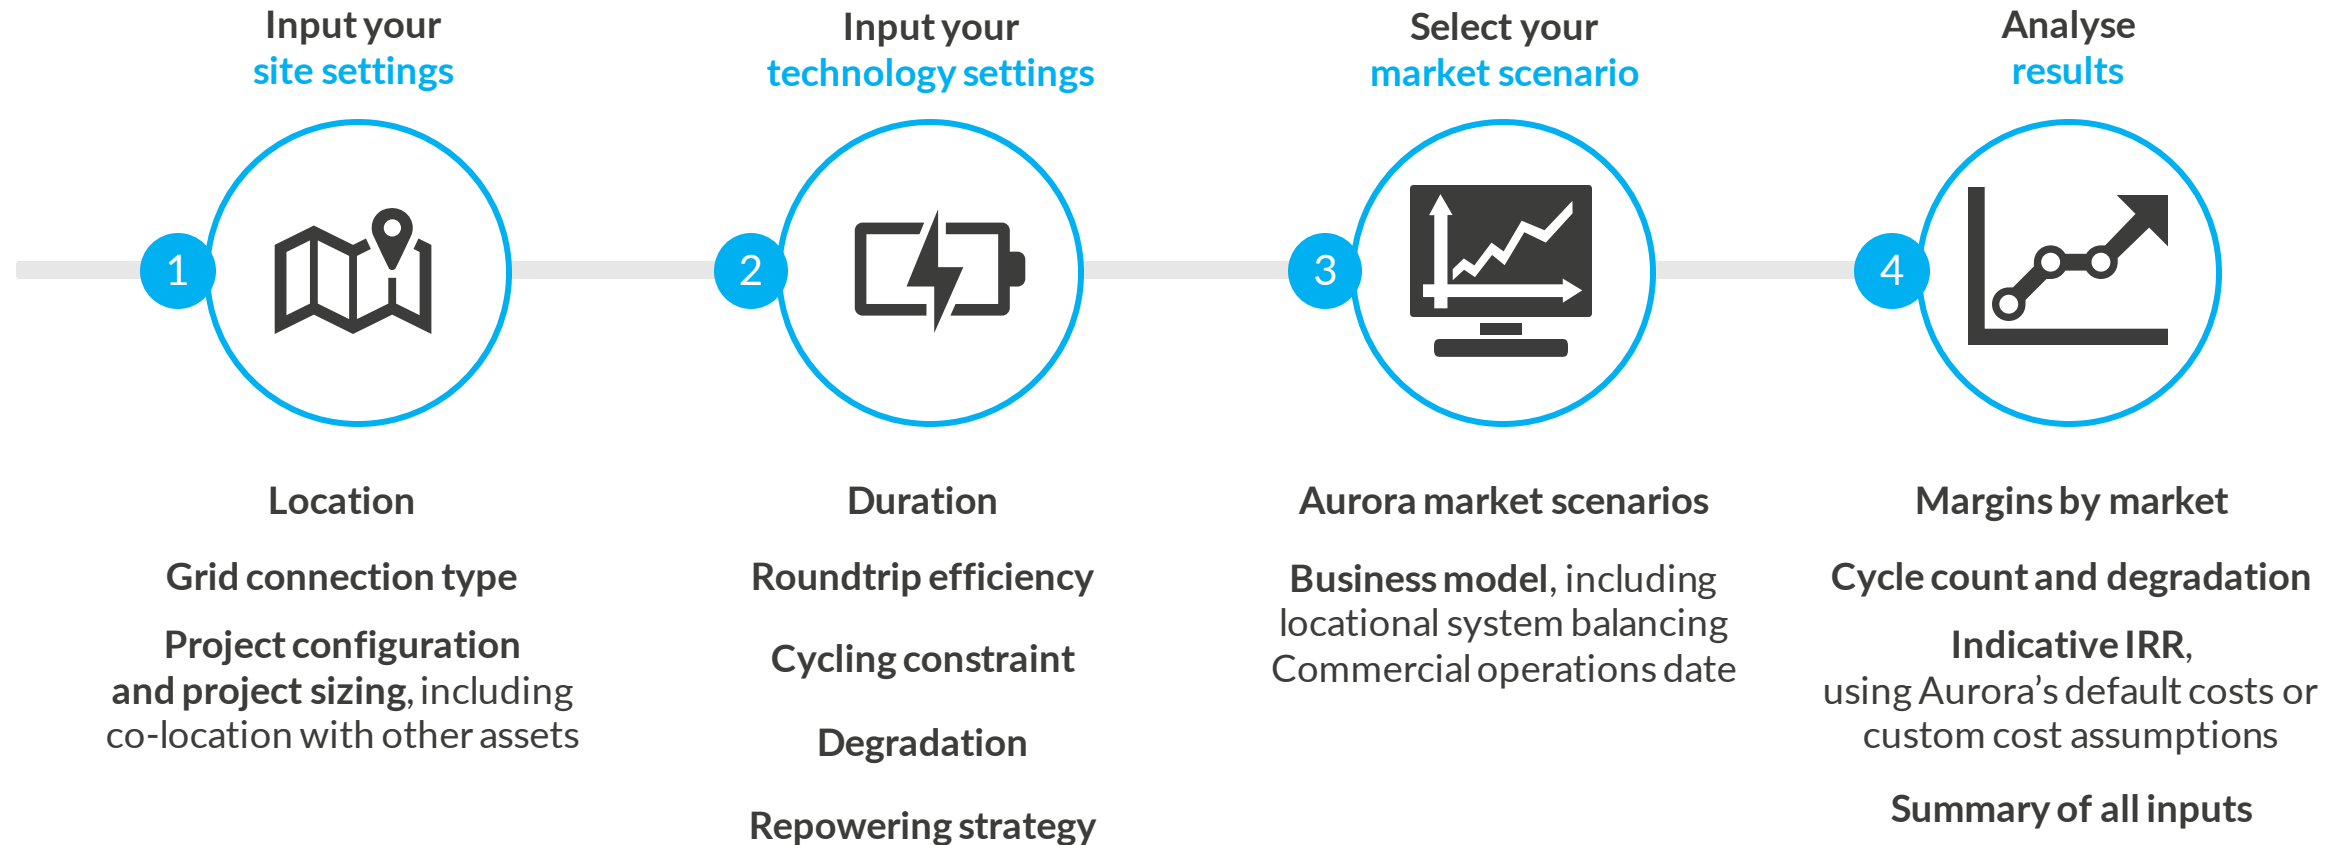 Input your
site settings
1
Location
Grid connection type
Project configuration
and project sizing, including
co-location with other assets
Input your
technology settings
2
Duration
Roundtrip efficiency
Cycling constraint
Degradation
Repowering strategy
Select your
market scenario
3
Aurora market scenarios
Business model, including
locational system balancing
Commercial operations date
Analyse
results
4
Margins by market
Cycle count and degradation
Indicative IRR,
using Aurora’s default costs or
custom cost assumptions
Summary of all inputs